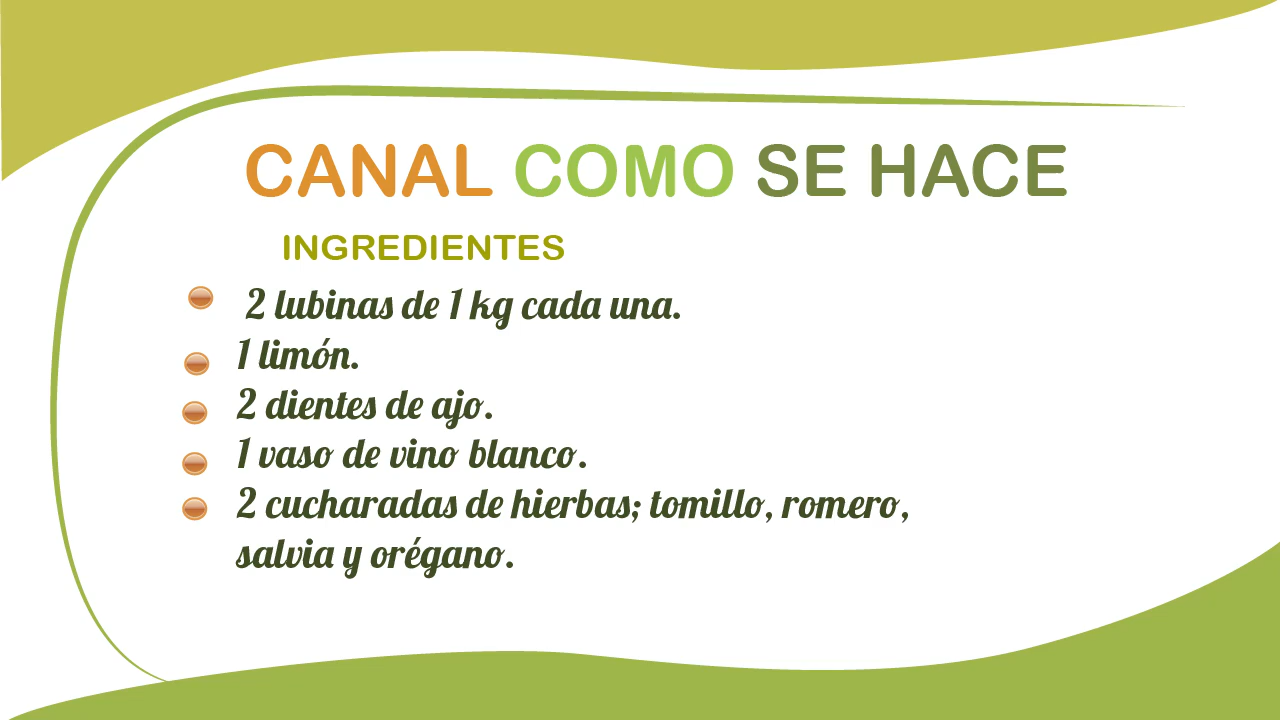 CANAL COMO SE HACE
INGREDIENTES
2 lubinas de 1 kg cada una.
1 limón.
2 dientes de ajo.
1 vaso de vino blanco.
2 cucharadas de hierbas; tomillo, romero,
salvia y orégano.